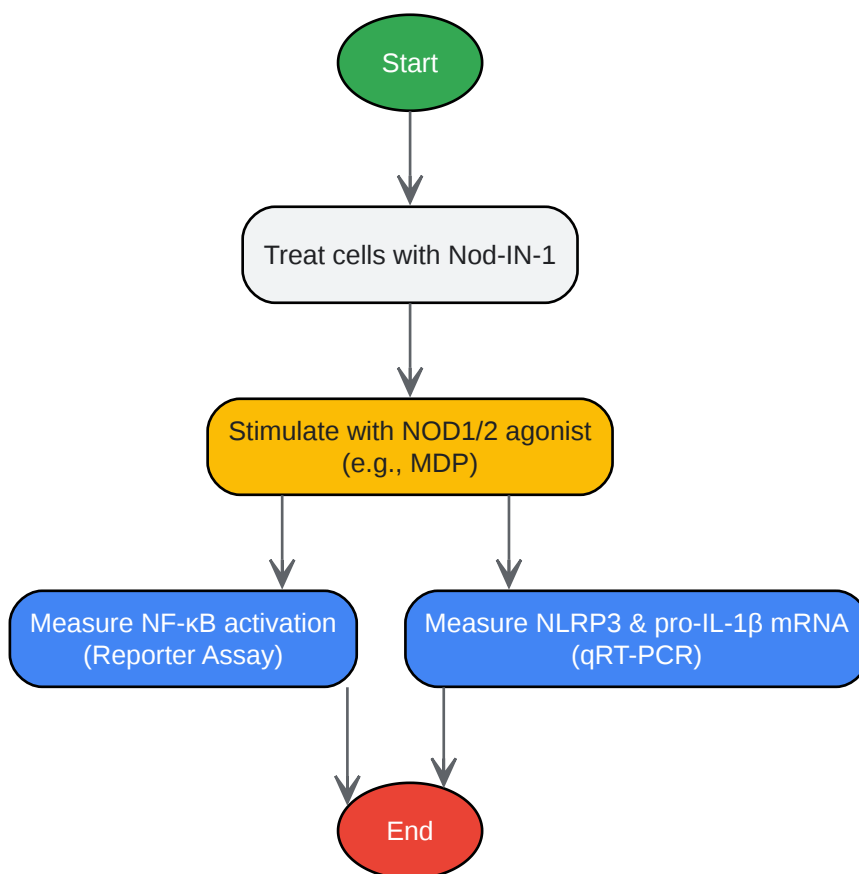 Start
Treat cells with Nod-IN-1
Stimulate with NOD1/2 agonist
(e.g., MDP)
Measure NF-κB activation
(Reporter Assay)
Measure NLRP3 & pro-IL-1β mRNA
(qRT-PCR)
End